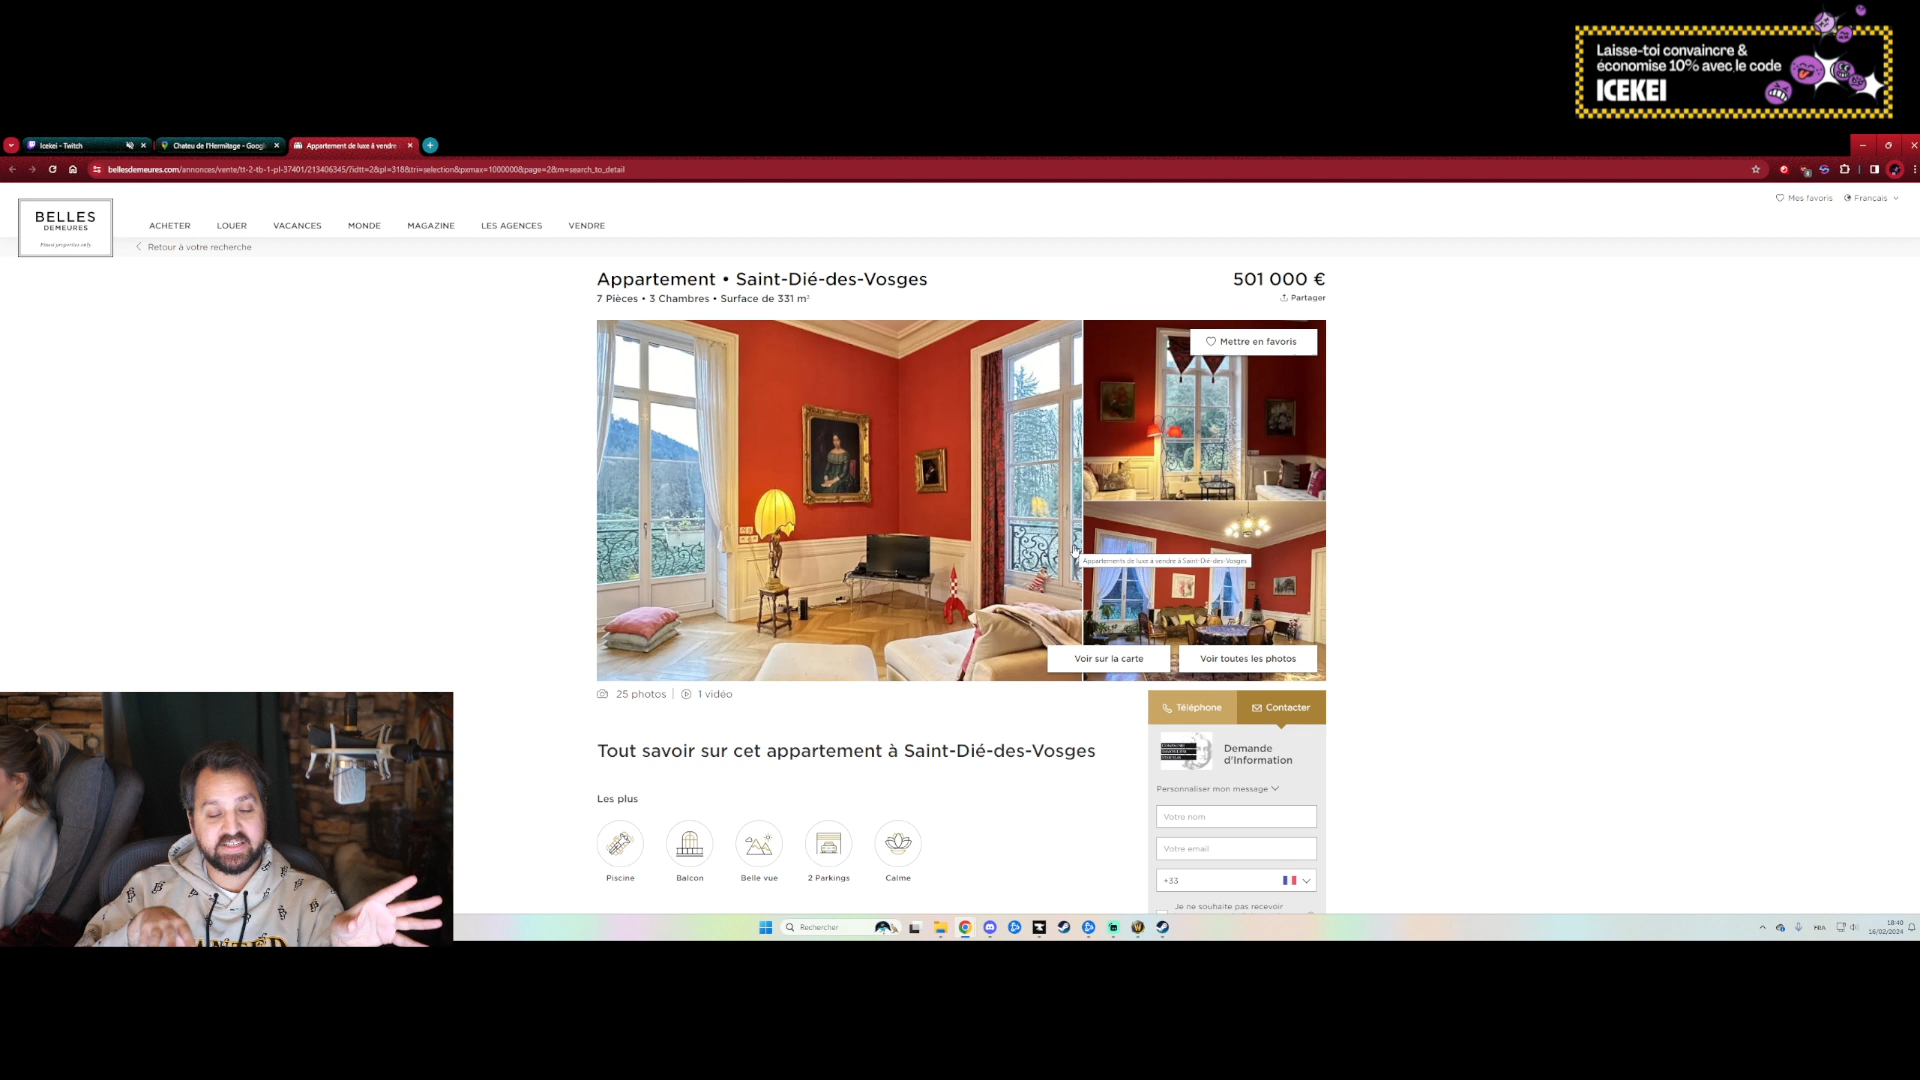 Laisse-toi convaincre &
économise 10% avec le code
ICEKEI
Icekei - Twitch
Chateu de l'Hermitage - Googl
Appartement de luxe à vendre
bellesdemeures.com/annonces/vente/tt-2-tb-1-pl-37401/213406345/?idtt=2&pl=318&tri=selection&pxmax=1000000&page=2&m=search_to_detail
Mes favoris
Français
BELLES
DEMEURES
Finest properties only
ACHETER
LOUER
VACANCES
MONDE
MAGAZINE
LES AGENCES
VENDRE
Retour à votre recherche
Appartement • Saint-Dié-des-Vosges
501 000 €
7 Pièces • 3 Chambres • Surface de 331 m²
Partager
Mettre en favoris
Appartements de luxe à vendre à Saint-Dié-des-Vosges
Voir sur la carte
Voir toutes les photos
25 photos
1 vidéo
Téléphone
Contacter
Demande
d'Information
Tout savoir sur cet appartement à Saint-Dié-des-Vosges
Personnaliser mon message
Les plus
Votre nom
Votre email
Piscine
Balcon
Belle vue
2 Parkings
Calme
+33
Je ne souhaite pas recevoir
Rechercher
FRA
18:40
16/02/2024